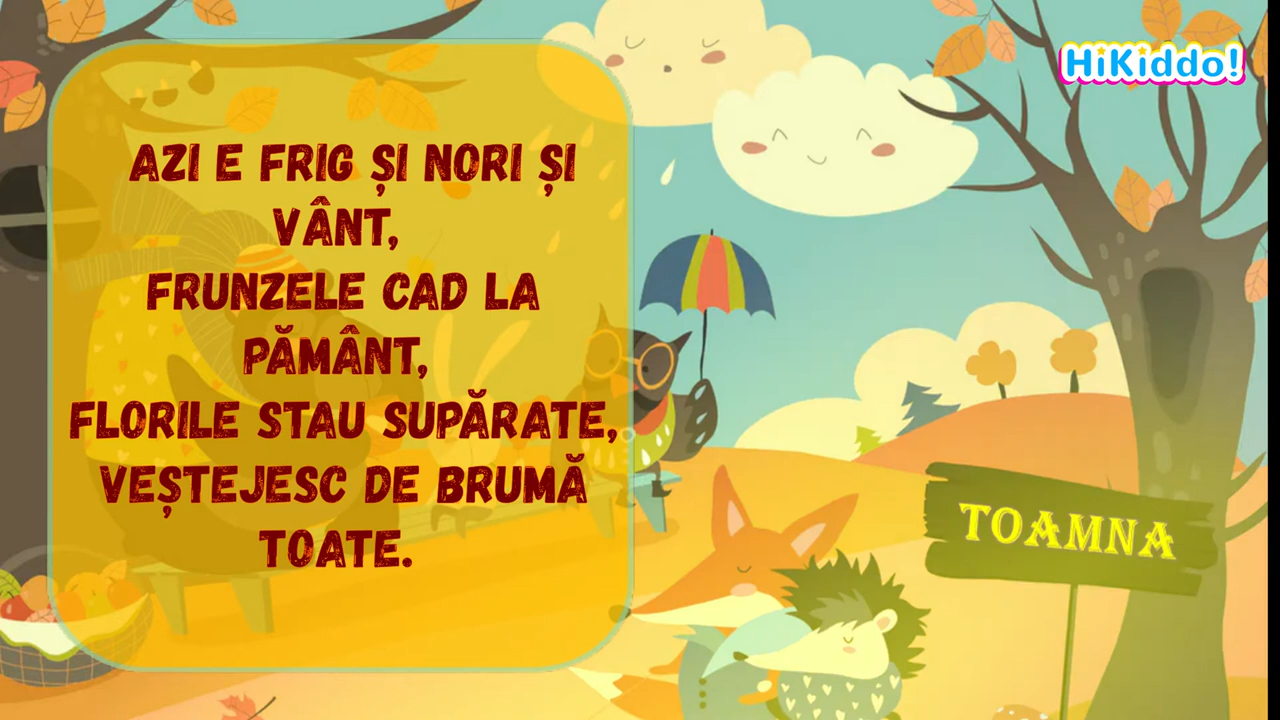 AZI E FRIG ȘI NORI ȘI
VÂNT,
FRUNZELE CAD LA
PĂMÂNT,
FLORILE STAU SUPĂRATE,
VEȘTEJESC DE BRUMĂ
TOATE.
HiKiddo!
TOAMNA